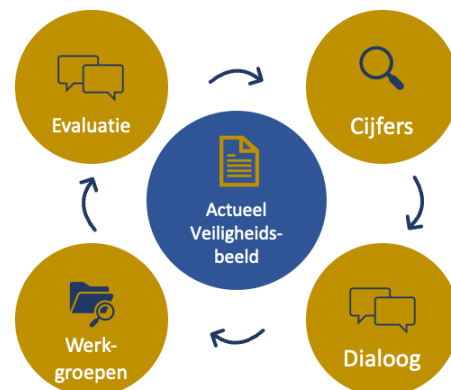 Evaluatie
Cijfers
Actueel
Veiligheids-
beeld
Werk-
groepen
Dialoog